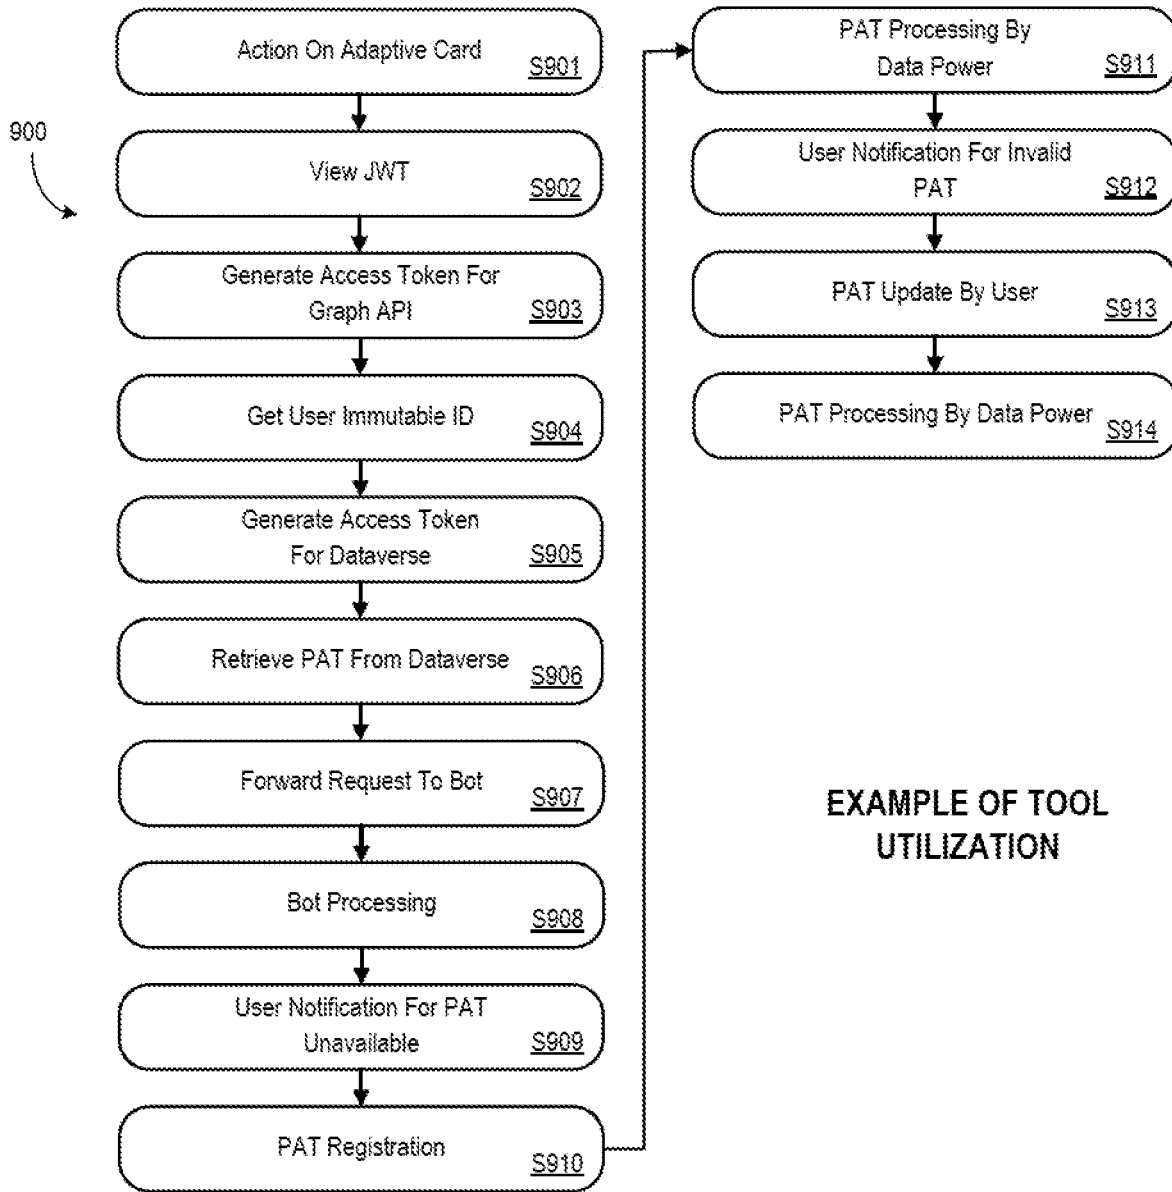 900
Action On Adaptive Card
S901
View JWT
S902
Generate Access Token For
Graph API
S903
Get User Immutable ID
S904
Generate Access Token
For Dataverse
S905
Retrieve PAT From Dataverse
S906
Forward Request To Bot
S907
Bot Processing
S908
User Notification For PAT
Unavailable
S909
PAT Registration
S910
PAT Processing By
Data Power
S911
User Notification For Invalid
PAT
S912
PAT Update By User
S913
PAT Processing By Data Power
S914
EXAMPLE OF TOOL
UTILIZATION